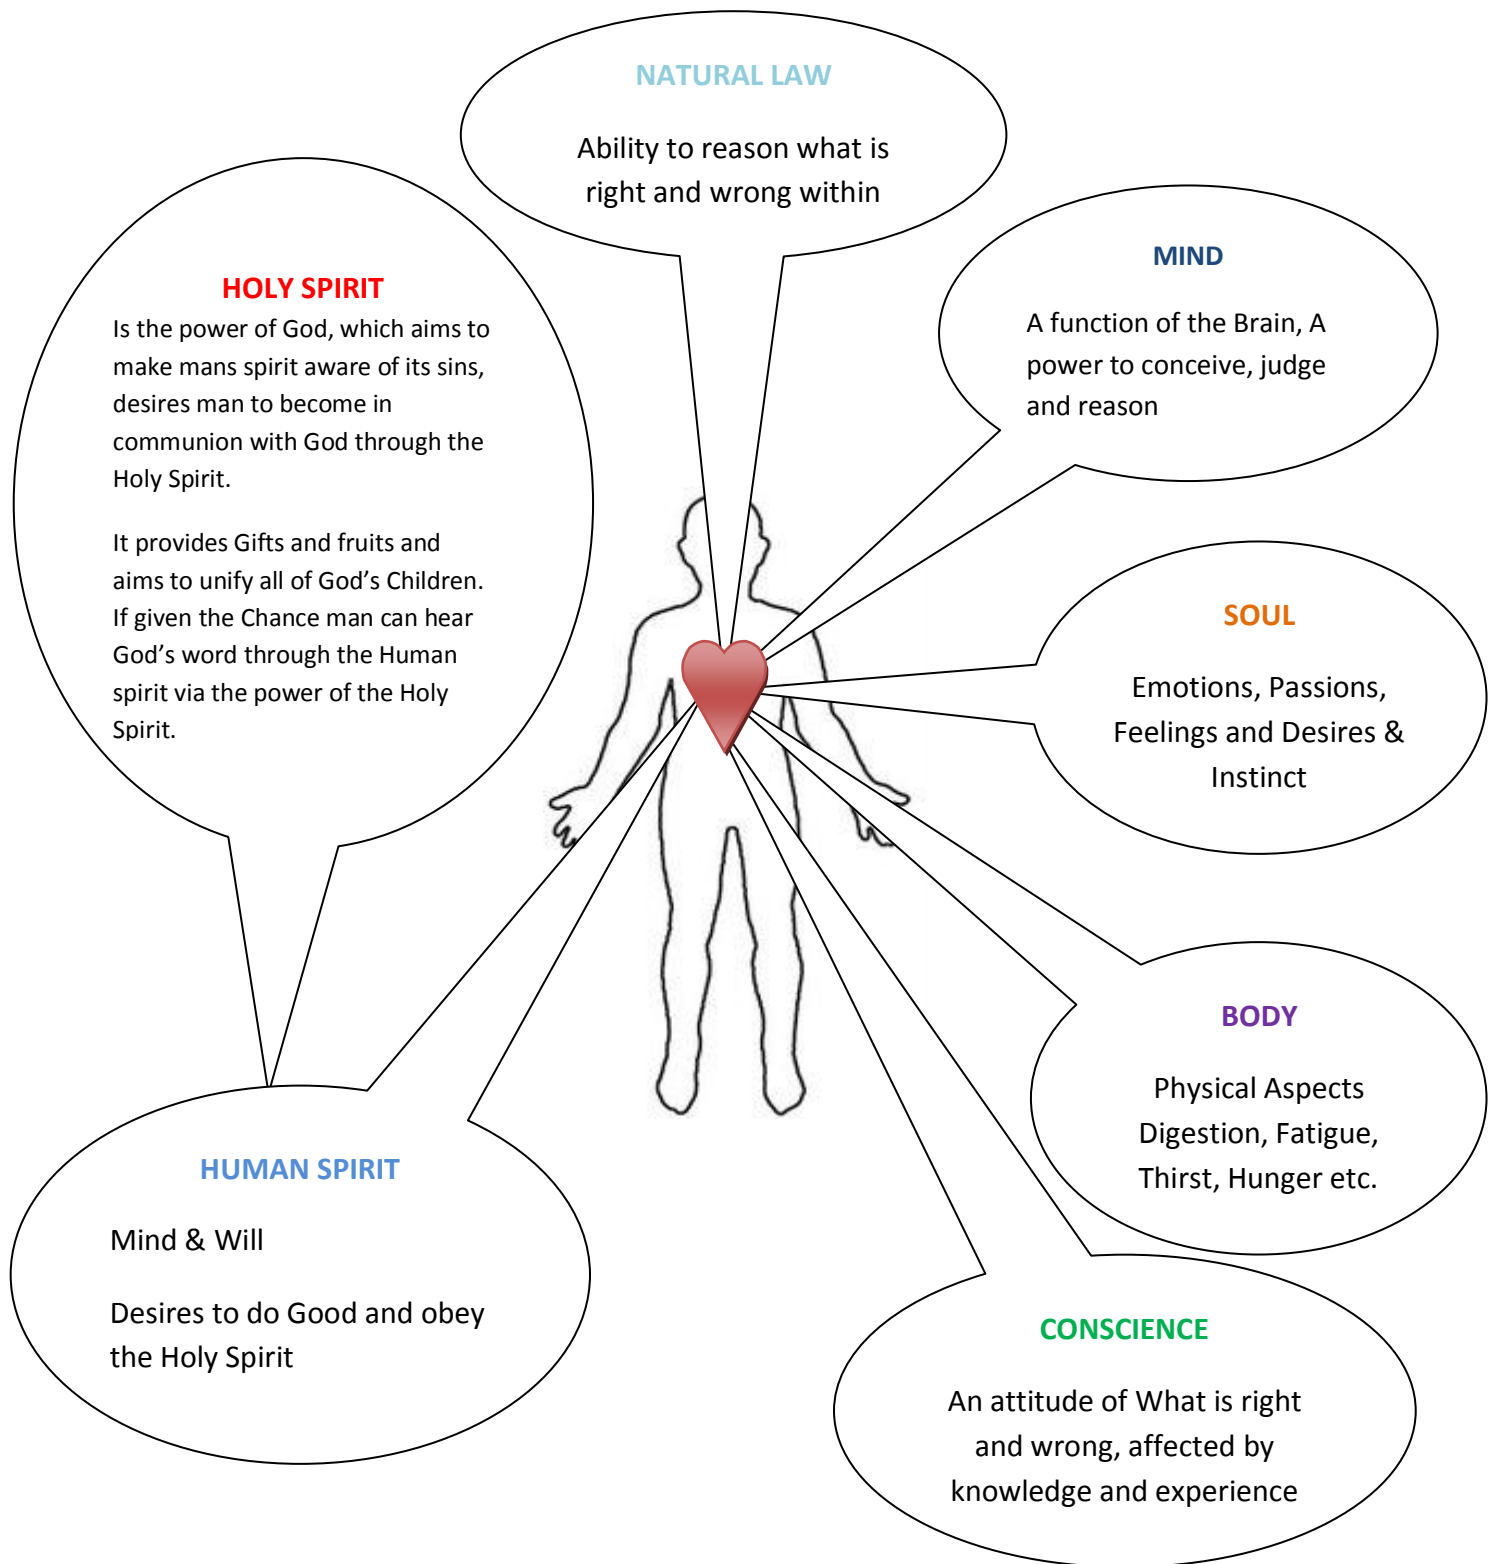 NATURAL LAW
Ability to reason what is
right and wrong within
HOLY SPIRIT
Is the power of God, which aims to
make mans spirit aware of its sins,
desires man to become in
communion with God through the
Holy Spirit.
It provides Gifts and fruits and
aims to unify all of God’s Children.
If given the Chance man can hear
God’s word through the Human
spirit via the power of the Holy
Spirit.
MIND
A function of the Brain, A
power to conceive, judge
and reason
SOUL
Emotions, Passions,
Feelings and Desires &
Instinct
BODY
Physical Aspects
Digestion, Fatigue,
Thirst, Hunger etc.
HUMAN SPIRIT
Mind & Will
Desires to do Good and obey
the Holy Spirit
CONSCIENCE
An attitude of What is right
and wrong, affected by
knowledge and experience